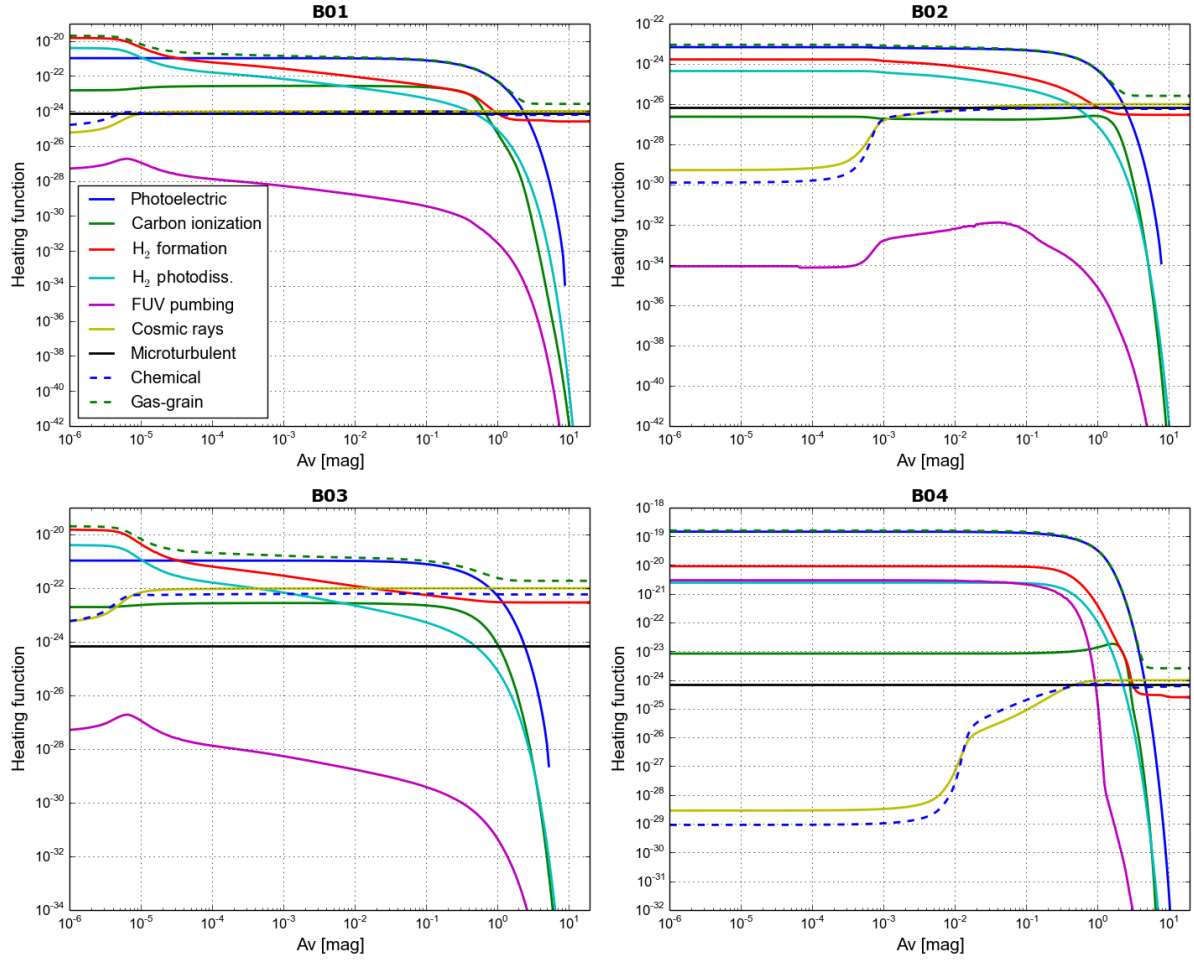 B01
10^-20
10^-22
10^-24
10^-26
10^-28
10^-30
10^-32
10^-34
10^-36
10^-38
10^-40
10^-42
Heating function
Photoelectric
Carbon ionization
H₂ formation
H₂ photodiss.
FUV pumbing
Cosmic rays
Microturbulent
Chemical
Gas-grain
10^-6 10^-5 10^-4 10^-3 10^-2 10^-1 10^0 10^1
Av [mag]
B02
10^-22
10^-24
10^-26
10^-28
10^-30
10^-32
10^-34
10^-36
10^-38
10^-40
10^-42
Heating function
10^-6 10^-5 10^-4 10^-3 10^-2 10^-1 10^0 10^1
Av [mag]
B03
10^-20
10^-22
10^-24
10^-26
10^-28
10^-30
10^-32
10^-34
Heating function
10^-6 10^-5 10^-4 10^-3 10^-2 10^-1 10^0 10^1
Av [mag]
B04
10^-18
10^-19
10^-20
10^-21
10^-22
10^-23
10^-24
10^-25
10^-26
10^-27
10^-28
10^-29
10^-30
10^-31
10^-32
Heating function
10^-6 10^-5 10^-4 10^-3 10^-2 10^-1 10^0 10^1
Av [mag]